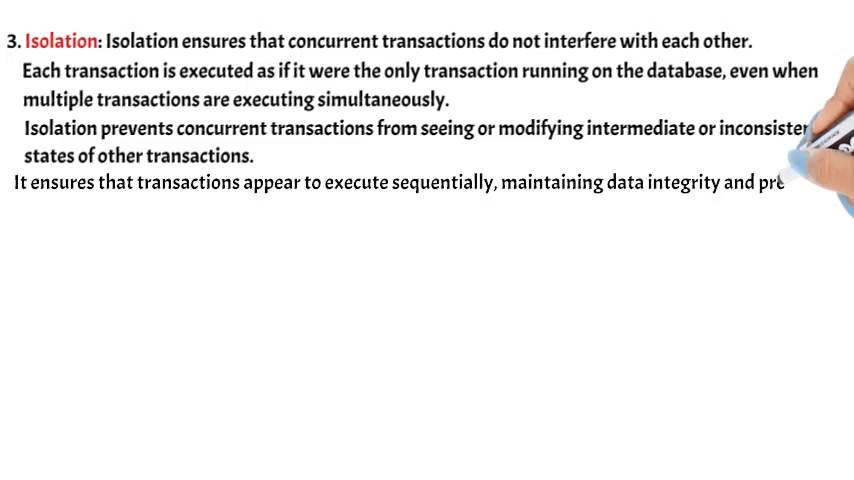 3. Isolation: Isolation ensures that concurrent transactions do not interfere with each other.
Each transaction is executed as if it were the only transaction running on the database, even when
multiple transactions are executing simultaneously.
Isolation prevents concurrent transactions from seeing or modifying intermediate or
states of other transactions.
It ensures that transactions appear to execute sequentially, maintaining data integrity and